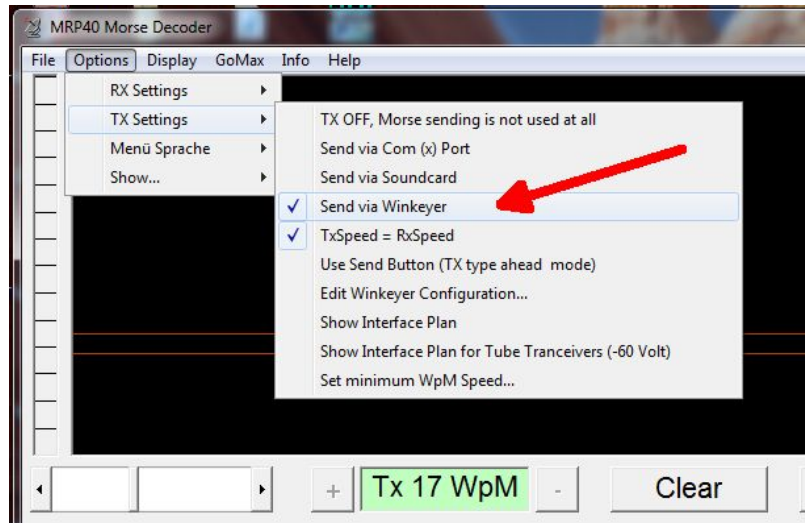 MRP40 Morse Decoder
File Options Display GoMax Info Help
RX Settings
TX Settings
Menü Sprache
Show...
TX OFF, Morse sending is not used at all
Send via Com (x) Port
Send via Soundcard
Send via Winkeyer
TxSpeed = RxSpeed
Use Send Button (TX type ahead mode)
Edit Winkeyer Configuration...
Show Interface Plan
Show Interface Plan for Tube Tranceivers (-60 Volt)
Set minimum WpM Speed...
+ Tx 17 WpM - Clear